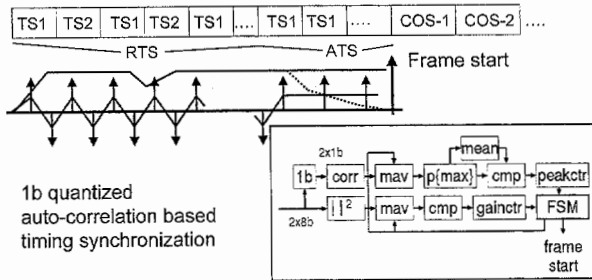 TS1 TS2 TS1 TS2 TS1 .... TS1 TS1 .... COS-1 COS-2 ....
RTS ATS
Frame start
mean
2x1b
1b corr mav p{max} cmp peakctr
1b quantized
auto-correlation based
timing synchronization
| |² mav cmp gainctr FSM
2x8b
frame
start